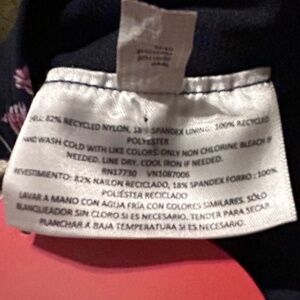 SHELL: 82% RECYCLED NYLON, 18% SPANDEX LINING: 100% RECYCLED
POLYESTER
HAND WASH COLD WITH LIKE COLORS. ONLY NON CHLORINE BLEACH IF
NEEDED. LINE DRY. COOL IRON IF NEEDED.
RN17730 VN1087006
REVESTIMIENTO: 82% NAILON RECICLADO, 18% SPANDEX FORRO : 100%
POLIÉSTER RECICLADO
LAVAR A MANO CON AGUA FRÍA CON COLORES SIMILARES. SÓLO
BLANQUEADOR SIN CLORO SI ES NECESARIO. TENDER PARA SECAR.
PLANCHAR A BAJA TEMPERATURA SI ES NECESARIO.